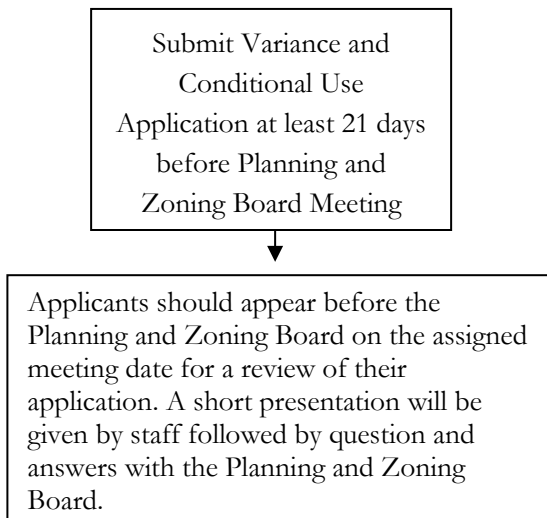 Submit Variance and
Conditional Use
Application at least 21 days
before Planning and
Zoning Board Meeting
Applicants should appear before the
Planning and Zoning Board on the assigned
meeting date for a review of their
application. A short presentation will be
given by staff followed by question and
answers with the Planning and Zoning
Board.